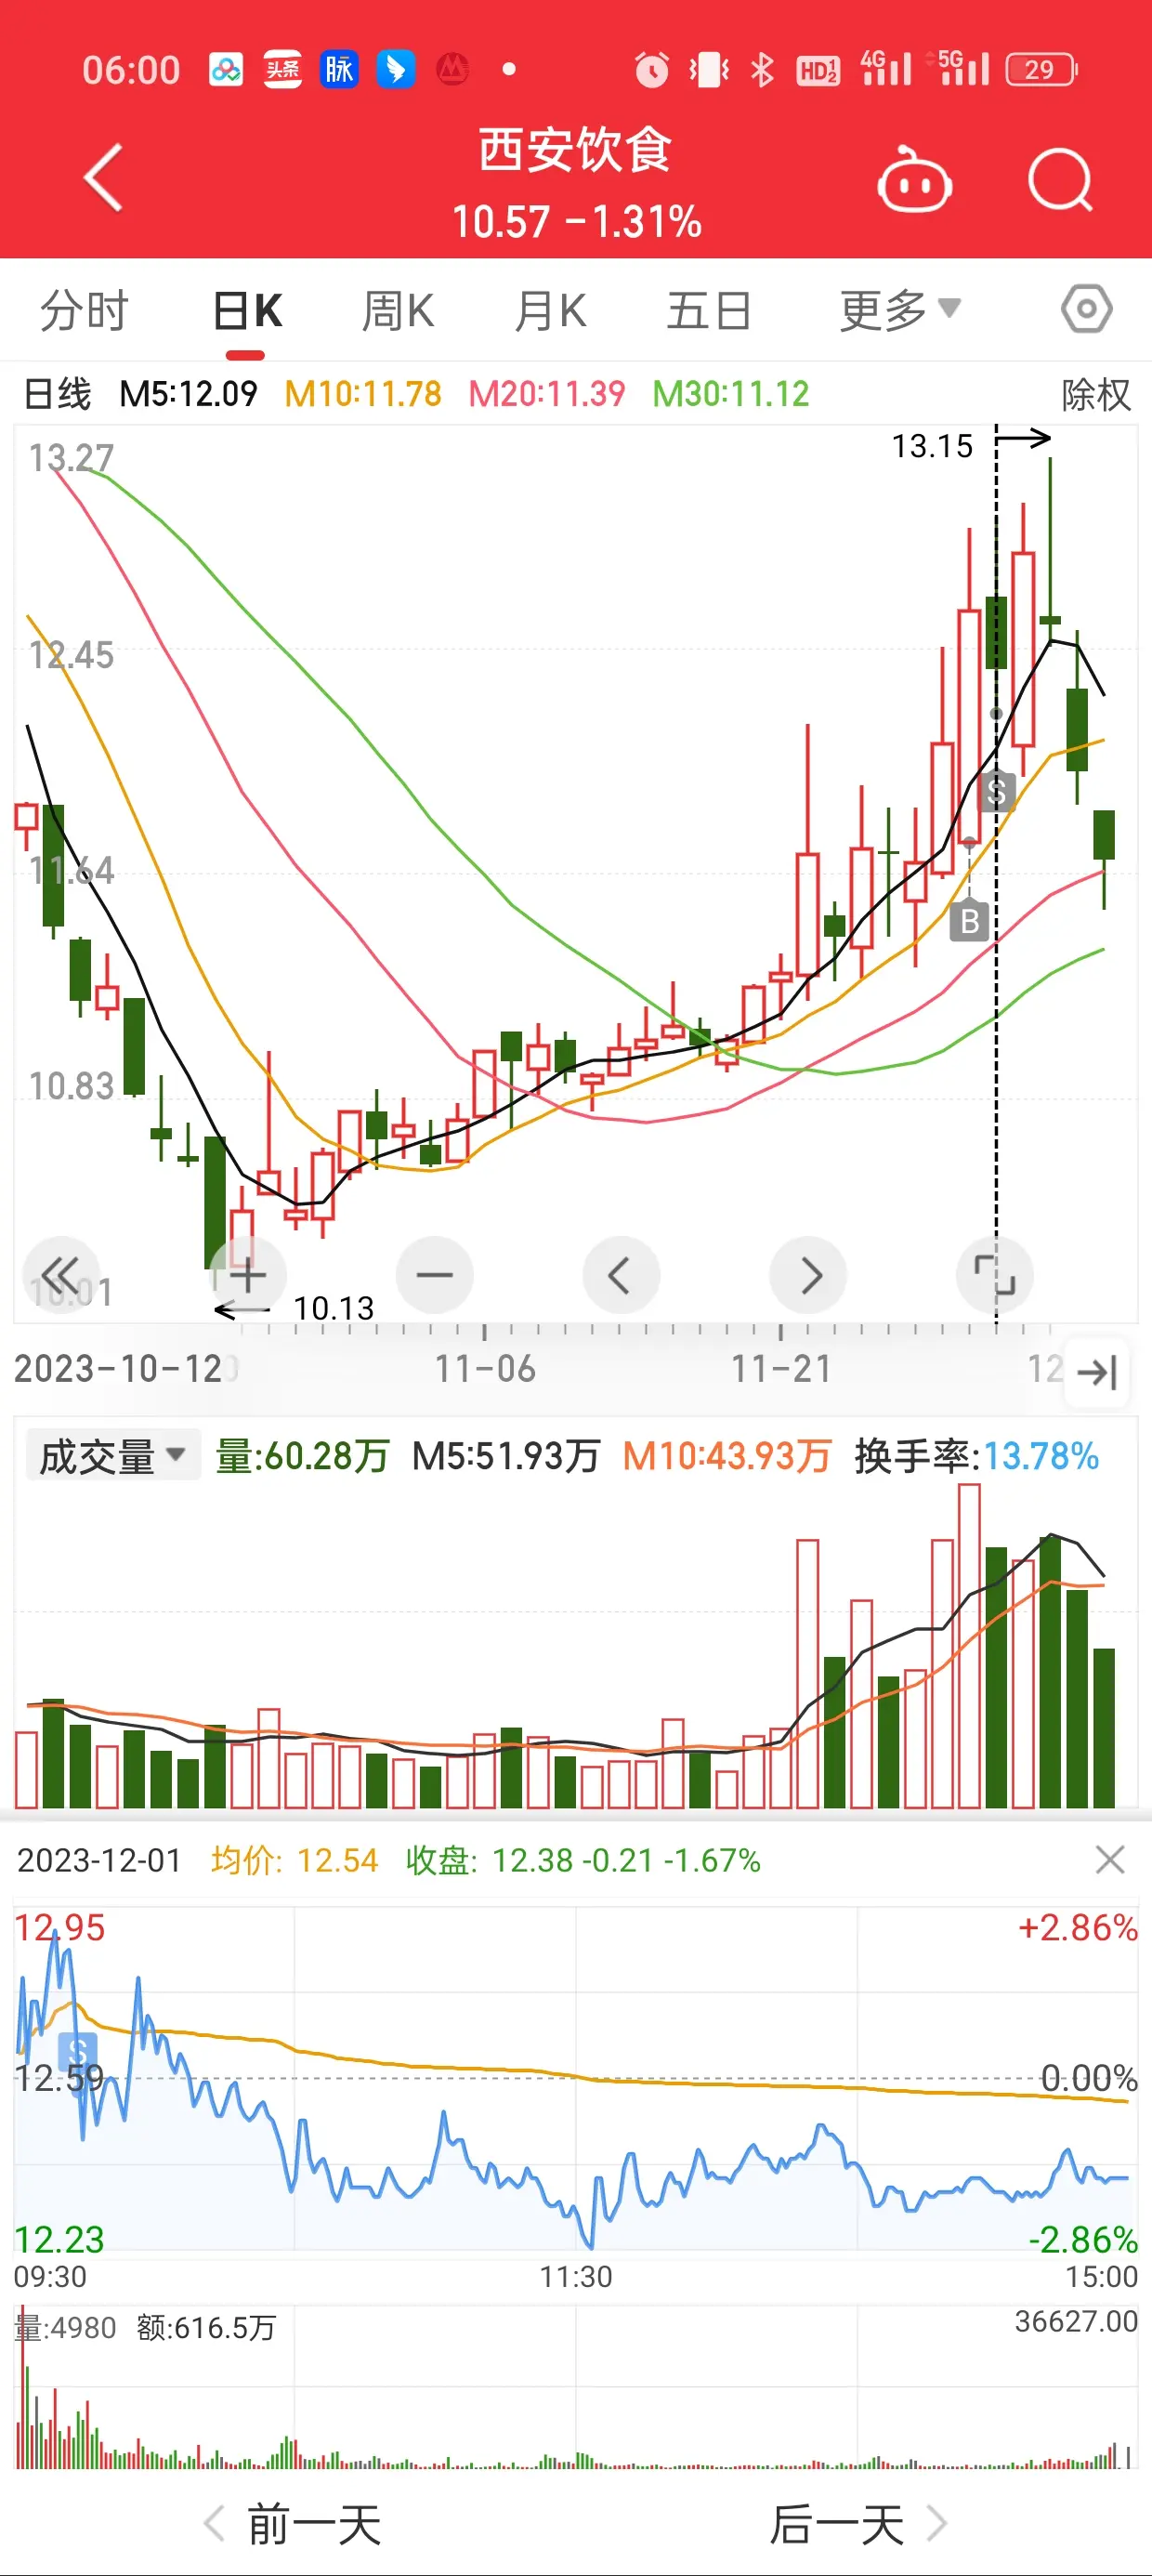 06:00 头条 脉 HD 1 2 4G 5G 29
西安饮食
10.57 -1.31%
分时 日K 周K 月K 五日 更多
日线 M5:12.09 M10:11.78 M20:11.39 M30:11.12 除权
13.15
13.27
12.45
11.64
S
B
10.83
10.13
2023-10-12 11-06 11-21 12
成交量 量:60.28万 M5:51.93万 M10:43.93万 换手率:13.78%
2023-12-01 均价: 12.54 收盘: 12.38 -0.21 -1.67%
12.95 +2.86%
S
12.59 0.00%
12.23 -2.86%
09:30 11:30 15:00
量:4980 额:616.5万 36627.00
前一天 后一天